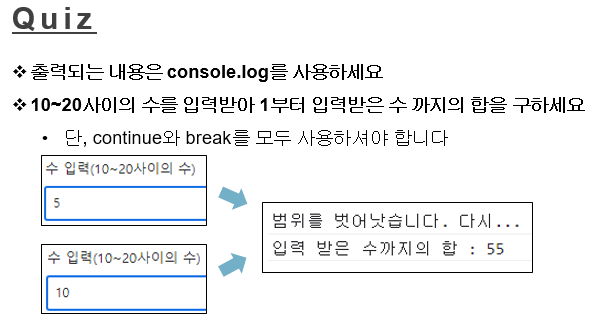 Quiz
❖ 출력되는 내용은 console.log를 사용하세요
❖ 10~20사이의 수를 입력받아 1부터 입력받은 수 까지의 합을 구하세요
• 단, continue와 break를 모두 사용하셔야 합니다
수 입력(10~20사이의 수)
5
수 입력(10~20사이의 수)
10
범위를 벗어낫습니다. 다시...
입력 받은 수까지의 합 : 55